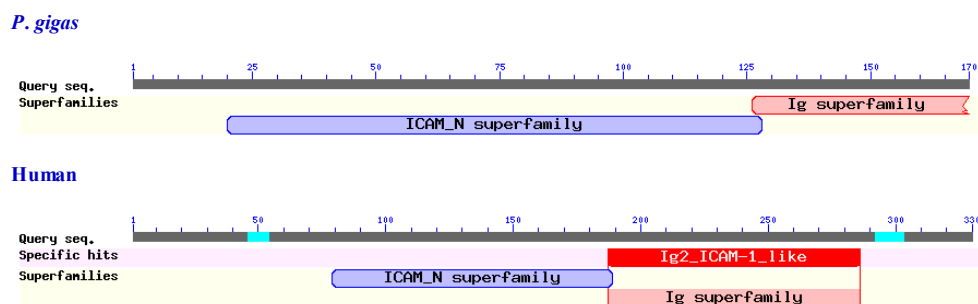 P. gigas
1 25 50 75 100 125 150 170
Query seq.
Superfamilies
Ig superfamily
ICAM_N superfamily
Human
1 50 100 150 200 250 300 330
Query seq.
Specific hits
Ig2_ICAM-1_like
Superfamilies
ICAM_N superfamily
Ig superfamily